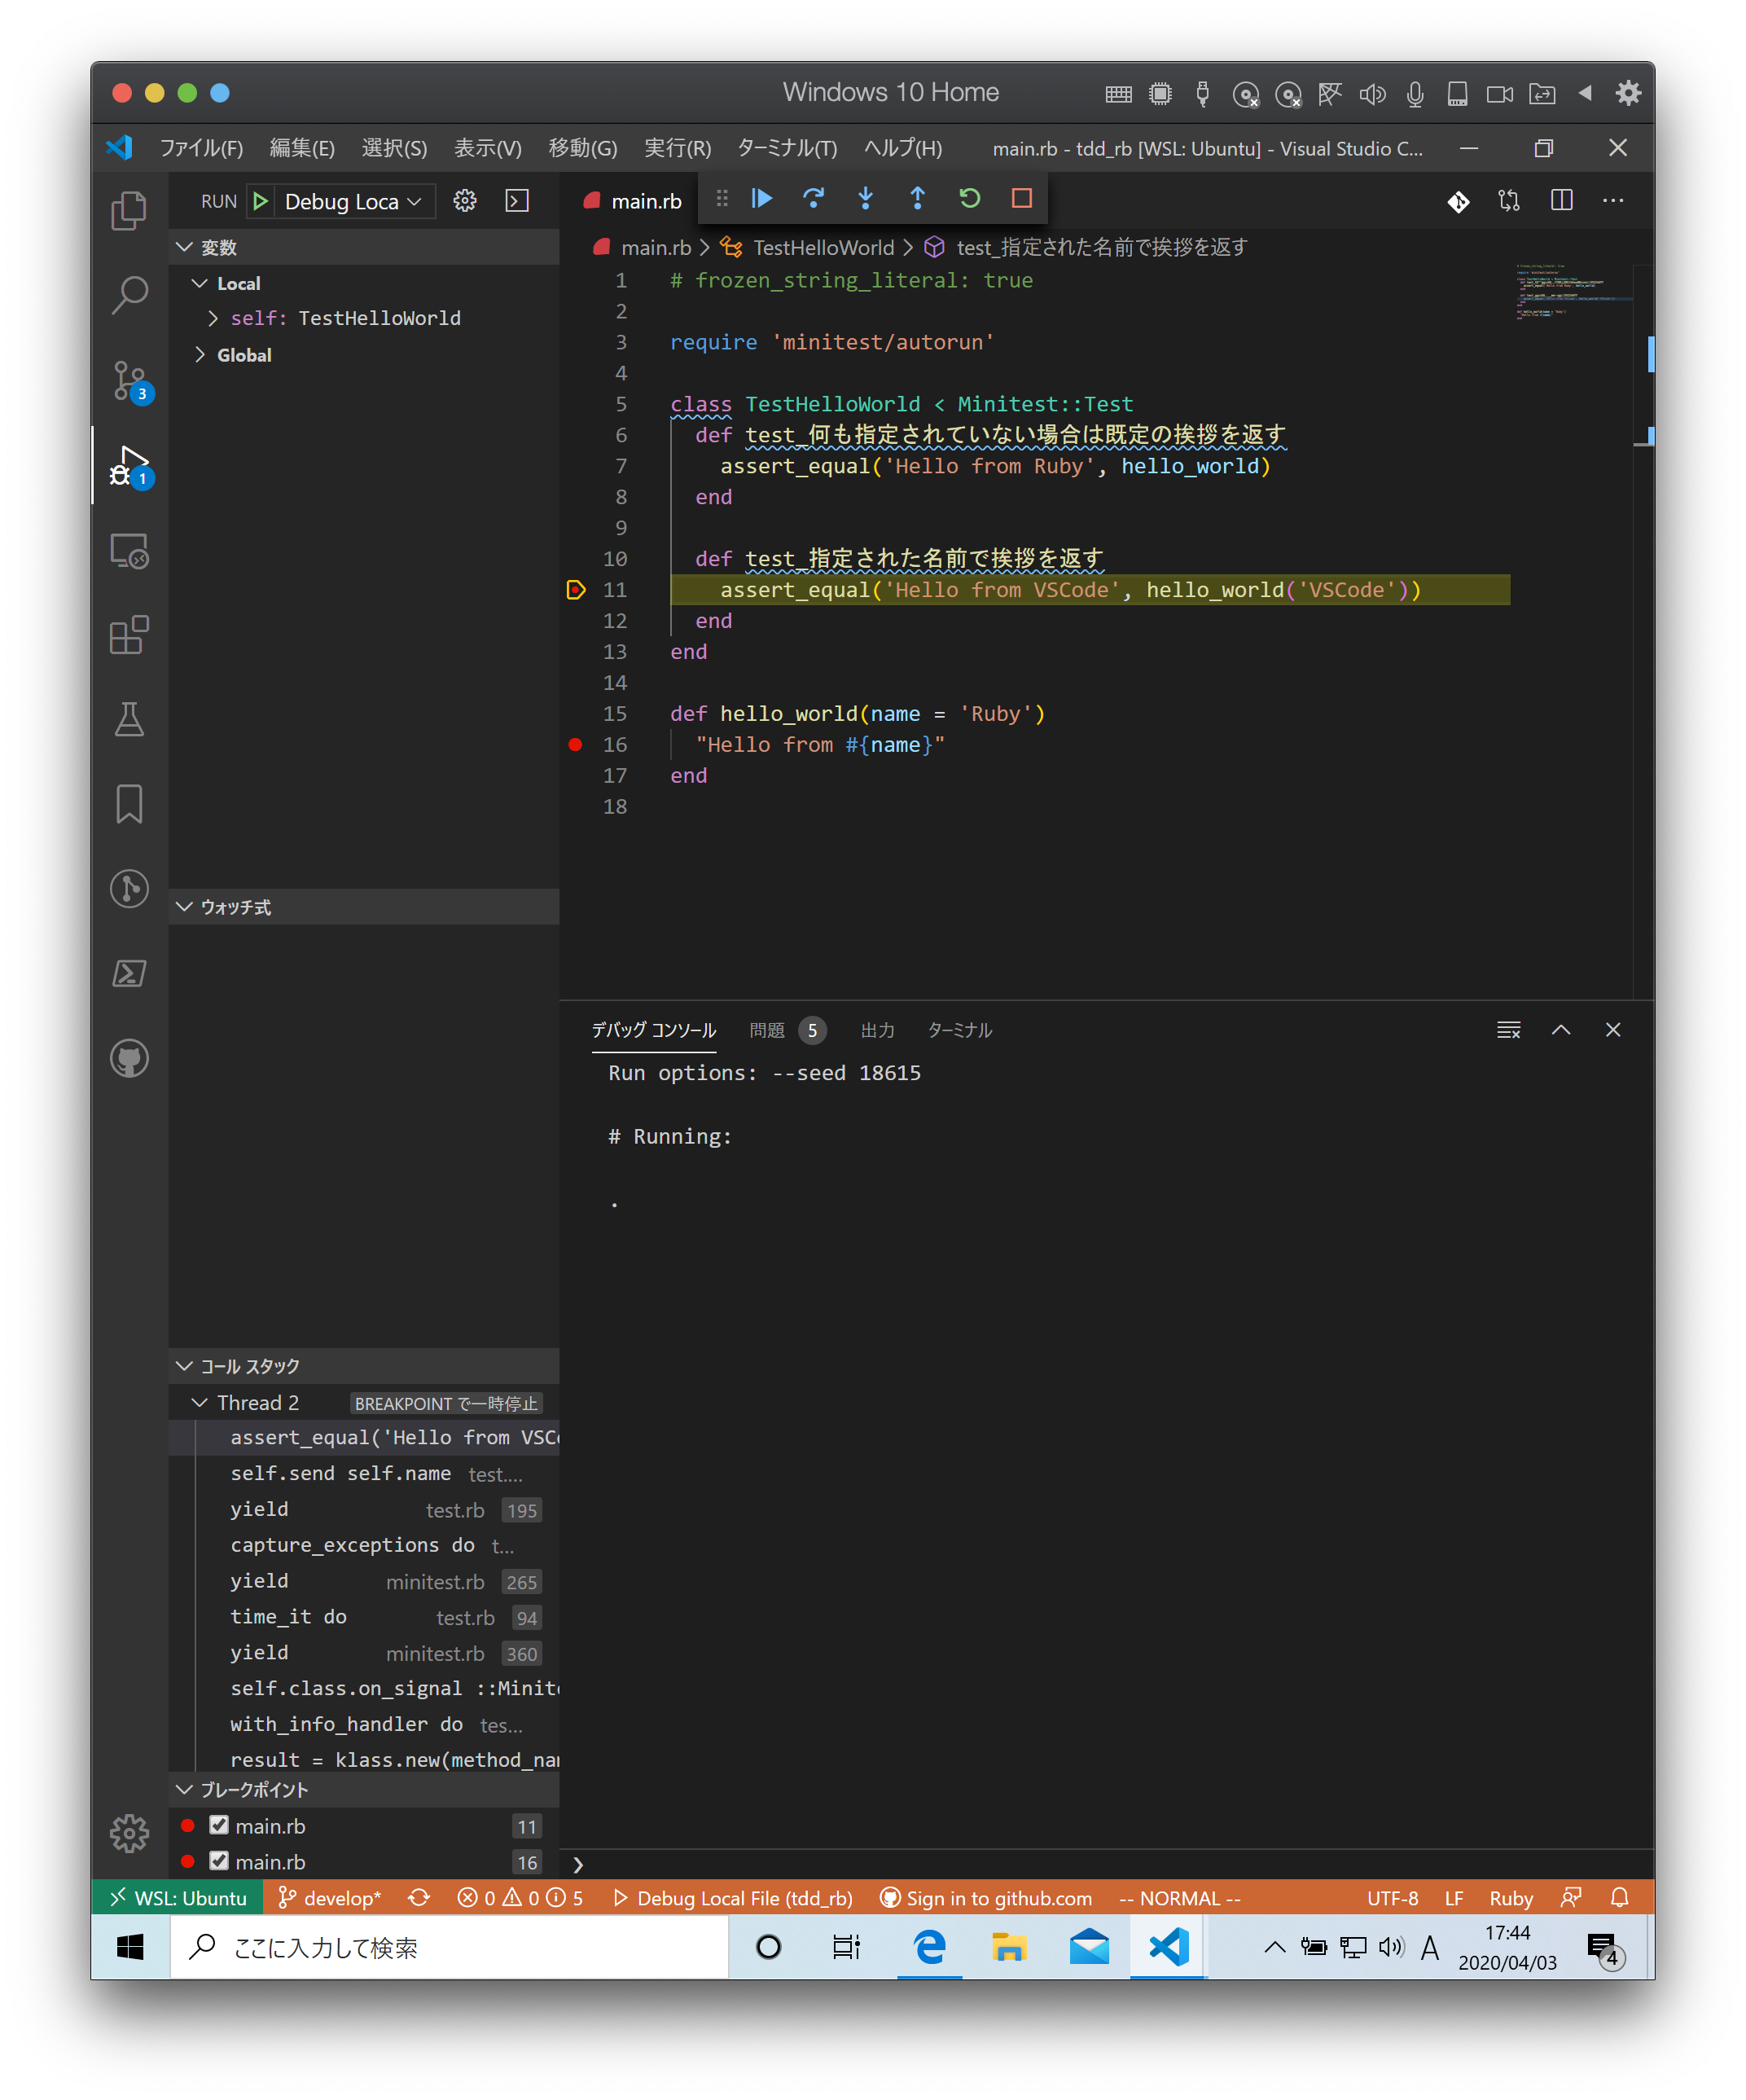 Windows 10 Home
ファイル(F) 編集(E) 選択(S) 表示(V) 移動(G) 実行(R) ターミナル(T) ヘルプ(H) main.rb - tdd_rb [WSL: Ubuntu] - Visual Studio C...
RUN Debug Loca
main.rb
変数
Local
self: TestHelloWorld
Global
3
1
main.rb > TestHelloWorld > test_指定された名前で挨拶を返す
1 # frozen_string_literal: true
2
3 require 'minitest/autorun'
4
5 class TestHelloWorld < Minitest::Test
6 def test_何も指定されていない場合は既定の挨拶を返す
7 assert_equal('Hello from Ruby', hello_world)
8 end
9
10 def test_指定された名前で挨拶を返す
11 assert_equal('Hello from VSCode', hello_world('VSCode'))
12 end
13 end
14
15 def hello_world(name = 'Ruby')
16 "Hello from #{name}"
17 end
18
ウォッチ式
デバッグ コンソール 問題 5 出力 ターミナル
Run options: --seed 18615
# Running:
.
コール スタック
Thread 2 BREAKPOINT で一時停止
assert_equal('Hello from VSC
self.send self.name test....
yield test.rb 195
capture_exceptions do t...
yield minitest.rb 265
time_it do test.rb 94
yield minitest.rb 360
self.class.on_signal ::Minit
with_info_handler do tes...
result = klass.new(method_na
ブレークポイント
main.rb 11
main.rb 16
WSL: Ubuntu develop* 0 0 5 Debug Local File (tdd_rb) Sign in to github.com -- NORMAL -- UTF-8 LF Ruby
ここに入力して検索
A
17:44
2020/04/03
4